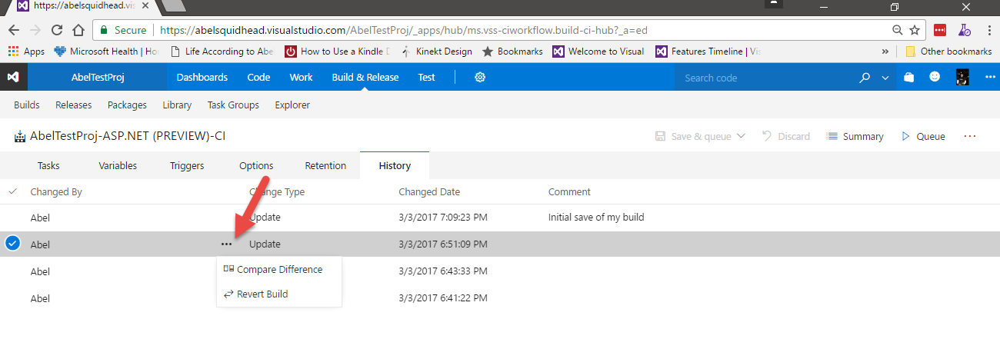 https://abelsquidhead.vis
Secure https://abelsquidhead.visualstudio.com/AbelTestProj/_apps/hub/ms.vss-ciworkflow.build-ci-hub?_a=ed
Apps Microsoft Health | Ho Life According to Abe How to Use a Kindle D Kinekt Design Bookmarks Welcome to Visual Features Timeline | Vis » Other bookmarks
AbelTestProj Dashboards Code Work Build & Release Test Search code
Builds Releases Packages Library Task Groups Explorer
AbelTestProj-ASP.NET (PREVIEW)-CI Save & queue Discard Summary Queue ...
Tasks Variables Triggers Options Retention History
Changed By Change Type Changed Date Comment
Abel Update 3/3/2017 7:09:23 PM Initial save of my build
Abel ... Update 3/3/2017 6:51:09 PM
Compare Difference
Abel 3/3/2017 6:43:33 PM
Revert Build
Abel 3/3/2017 6:41:22 PM